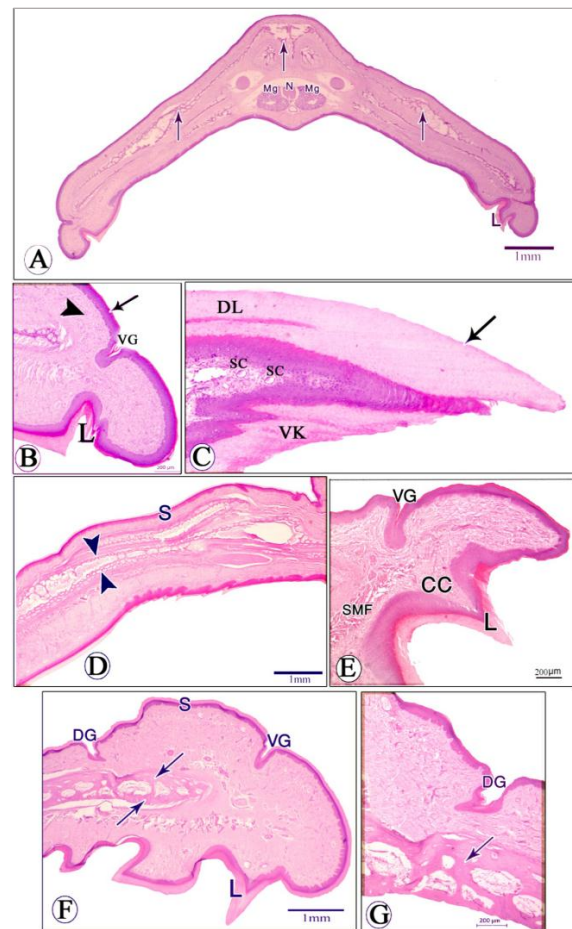 Mg N Mg
L
A
1mm
VG
L
B
200 µm
DL
SC SC
VK
C
S
D
1mm
VG
CC
SMF
L
E
200µm
S
DG VG
L
F
1mm
DG
G
200 µm